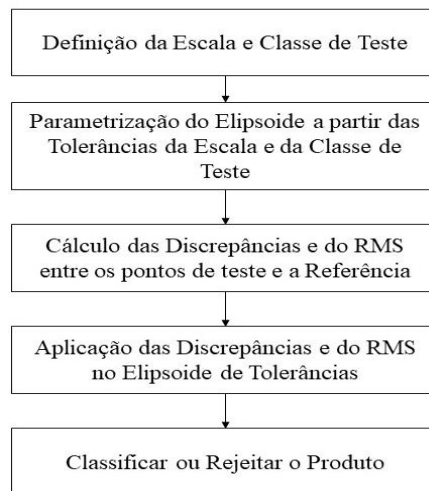 Definição da Escala e Classe de Teste
Parametrização do Elipsoide a partir das
Tolerâncias da Escala e da Classe de
Teste
Cálculo das Discrepâncias e do RMS
entre os pontos de teste e a Referência
Aplicação das Discrepâncias e do RMS
no Elipsoide de Tolerâncias
Classificar ou Rejeitar o Produto